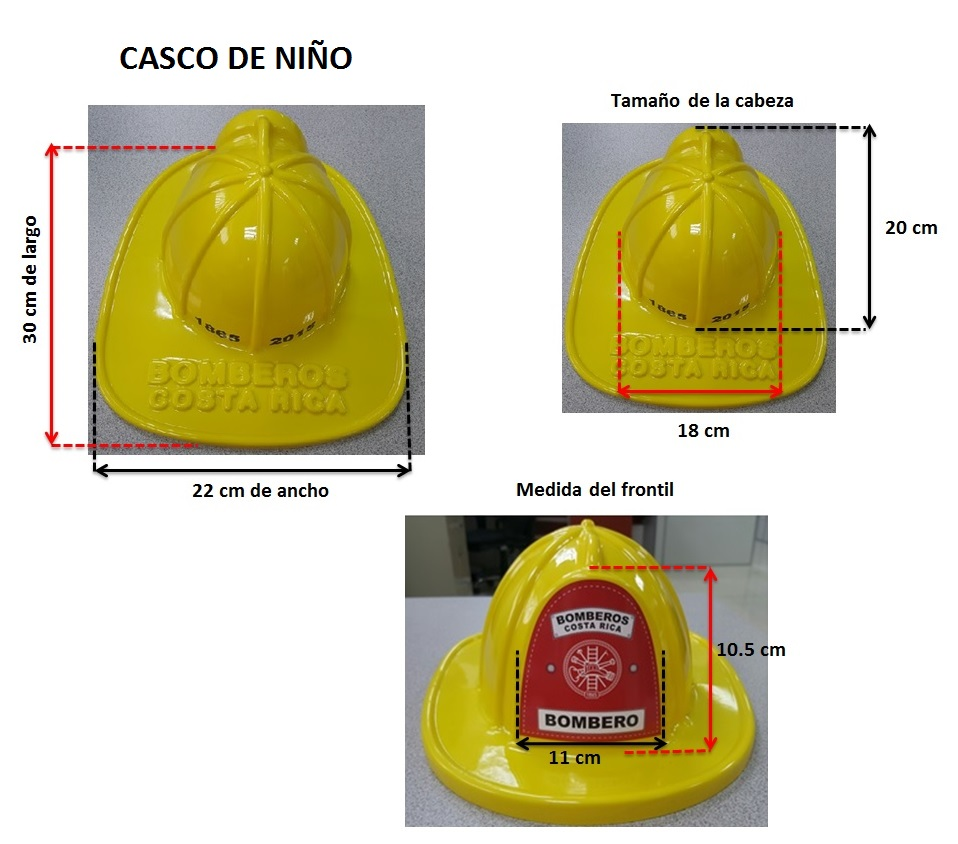 CASCO DE NIÑO
Tamaño de la cabeza
30 cm de largo
1865 2015
BOMBEROS
COSTA RICA
22 cm de ancho
20 cm
1865 2015
BOMBEROS
COSTA RICA
18 cm
Medida del frontil
BOMBEROS
COSTA RICA
BOMBERO
10.5 cm
11 cm